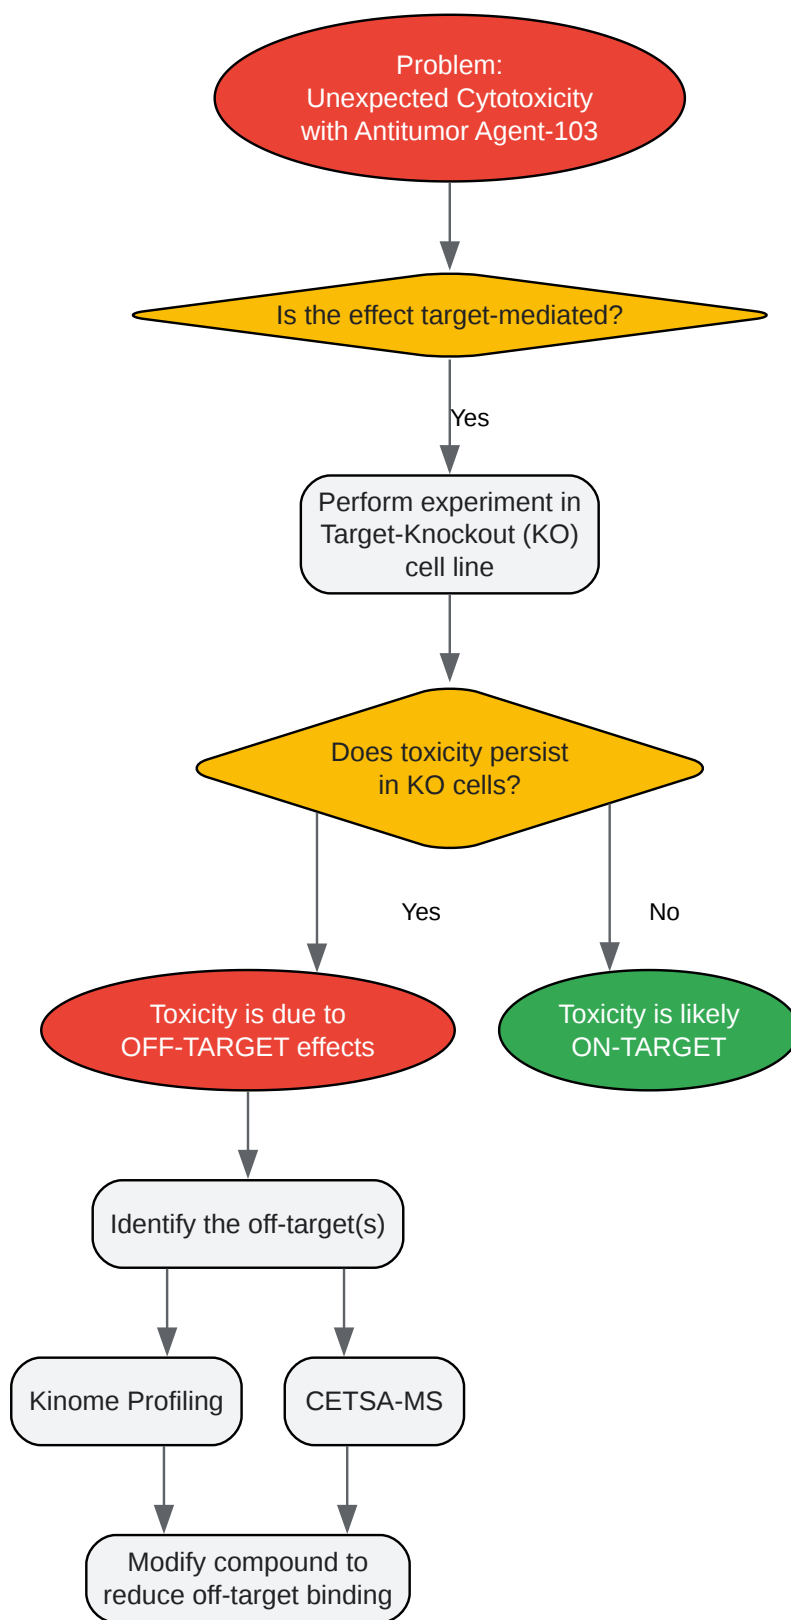 Problem:
Unexpected Cytotoxicity
with Antitumor Agent-103
Is the effect target-mediated?
Yes
Perform experiment in
Target-Knockout (KO)
cell line
Does toxicity persist
in KO cells?
Yes
No
Toxicity is due to
OFF-TARGET effects
Toxicity is likely
ON-TARGET
Identify the off-target(s)
Kinome Profiling
CETSA-MS
Modify compound to
reduce off-target binding